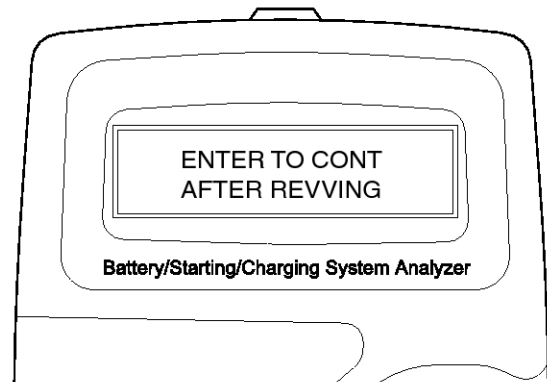 ENTER TO CONT
AFTER REVVING
Battery/Starting/Charging System Analyzer